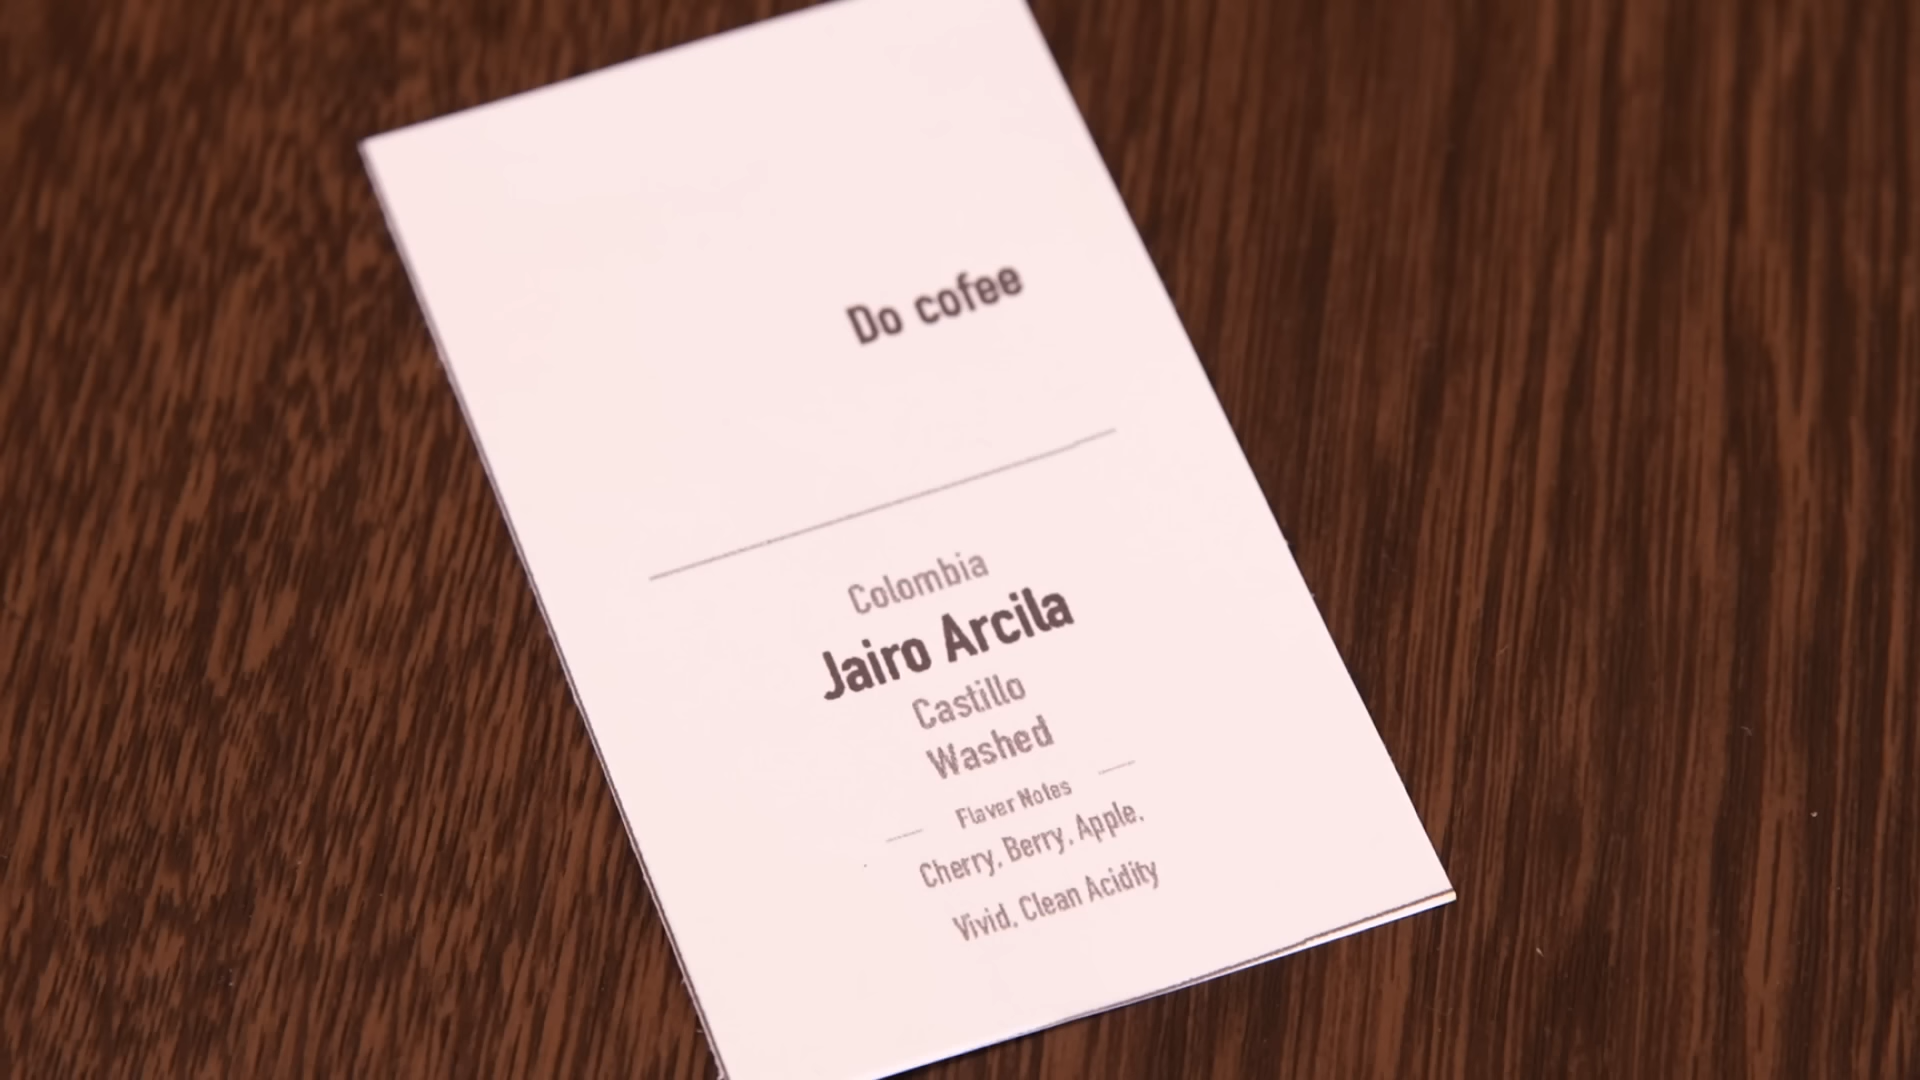 Do cofee
Colombia
Jairo Arcila
Castillo
Washed
Flaver Notes
Cherry, Berry, Apple,
Vivid, Clean Acidity